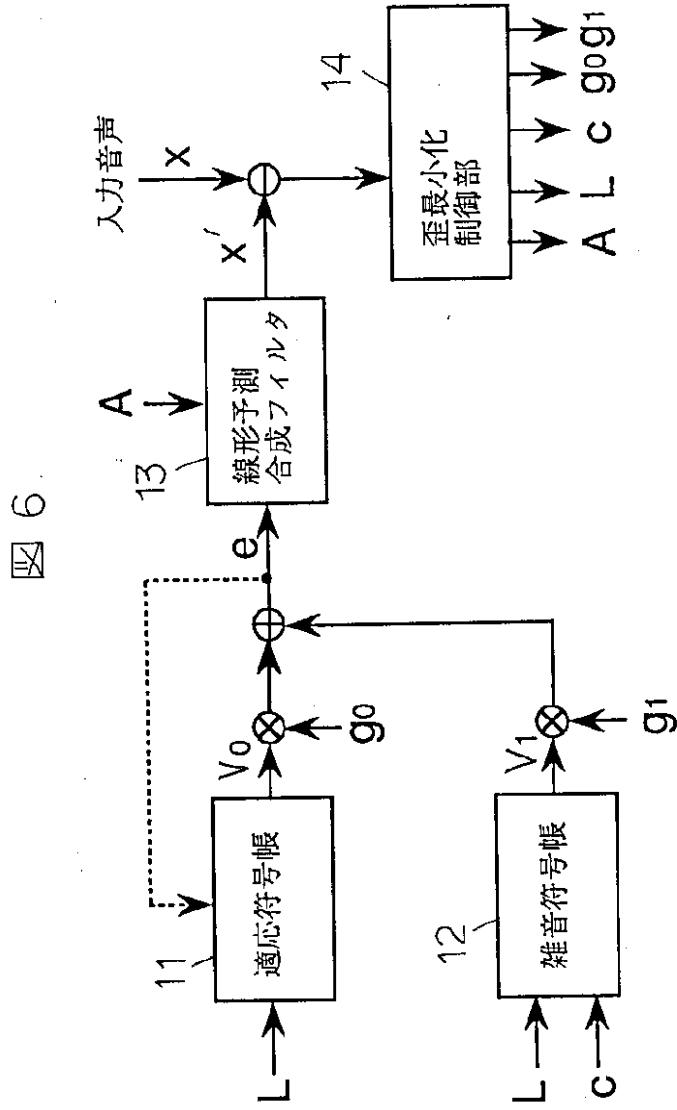 図 6
L
11
適応符号帳
V0
g0
L
c
12
雑音符号帳
V1
g1
e
13
A
線形予測
合成フィルタ
x′
入力音声
x
14
歪最小化
制御部
A
L
c
g0
g1